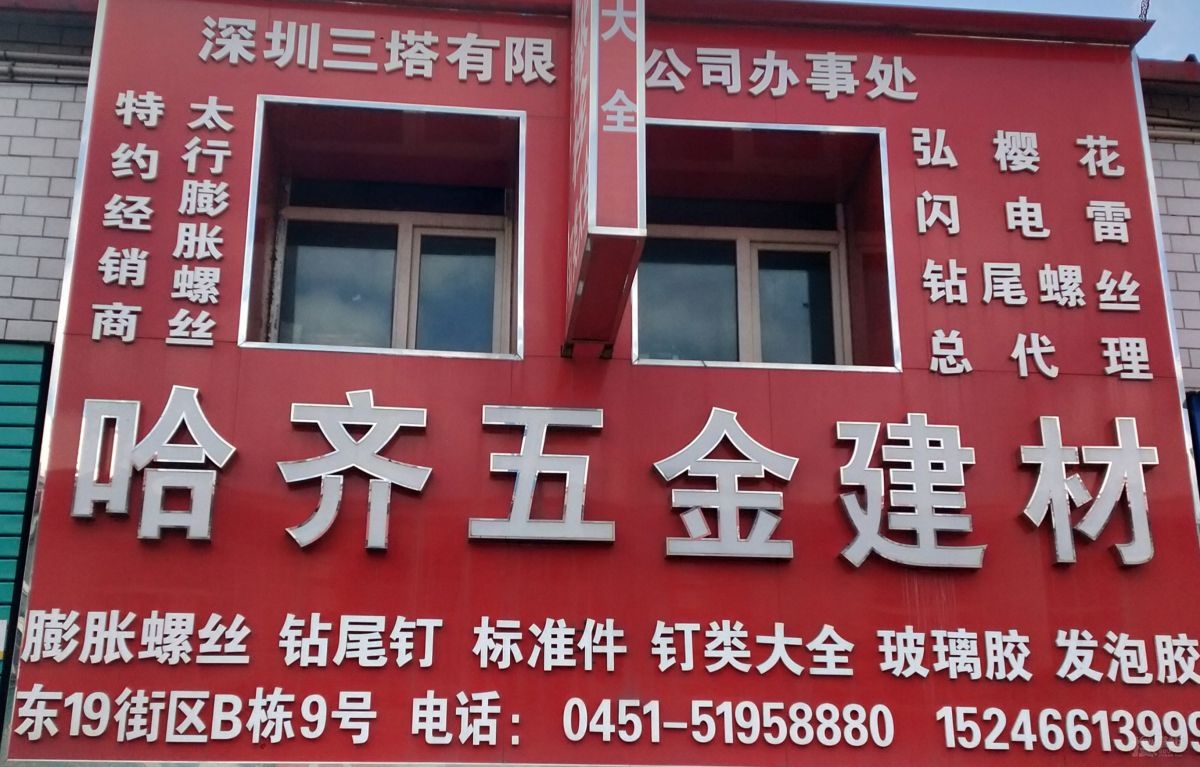 深圳三塔有限公司办事处
大全
特约经销商
太行膨胀螺丝
弘樱花
闪电雷
钻尾螺丝
总代理
哈齐五金建材
膨胀螺丝 钻尾钉 标准件 钉类大全 玻璃胶 发泡胶
东19街区B栋9号 电话：0451-51958880 15246613999